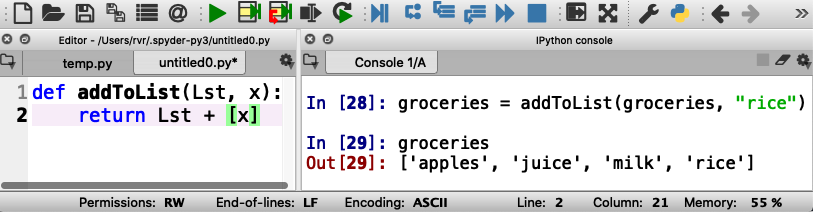 Editor - /Users/rvr/.spyder-py3/untitled0.py
temp.py
untitled0.py*
1 def addToList(Lst, x):
2     return Lst + [x]
IPython console
Console 1/A
In [28]: groceries = addToList(groceries, "rice")
In [29]: groceries
Out[29]: ['apples', 'juice', 'milk', 'rice']
Permissions: RW End-of-lines: LF Encoding: ASCII Line: 2 Column: 21 Memory: 55 %